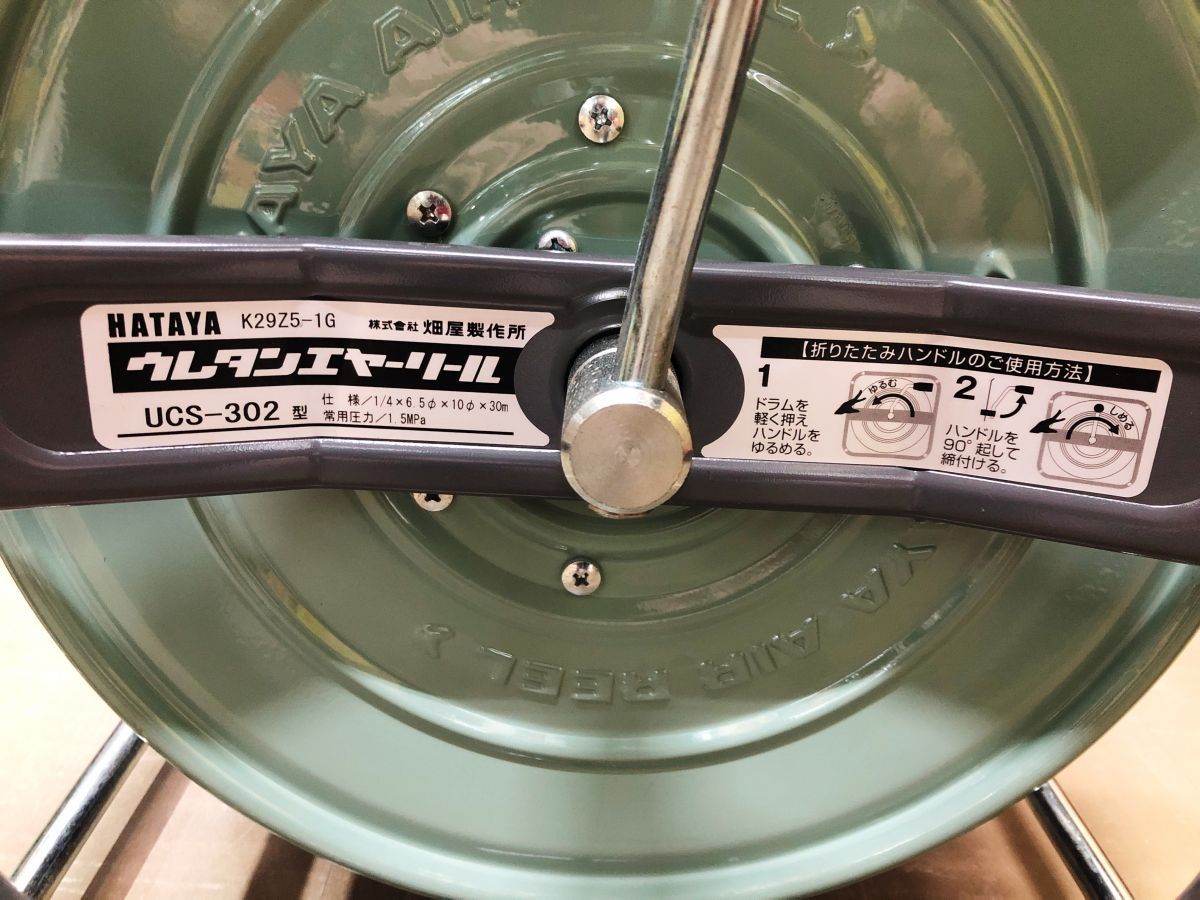 AIYA AIR
HATAYA K29Z5-1G 株式会社 畑屋製作所
ウレタンエヤーリール
UCS-302 型 仕 様/1/4×6.5φ×10φ×30m
常用圧力/1.5MPa
【折りたたみハンドルのご使用方法】
1
ドラムを
軽く押え
ハンドルを
ゆるめる。
ゆるむ
2
ハンドルを
90°起して
締付ける。
しめる
YA AIR REEL